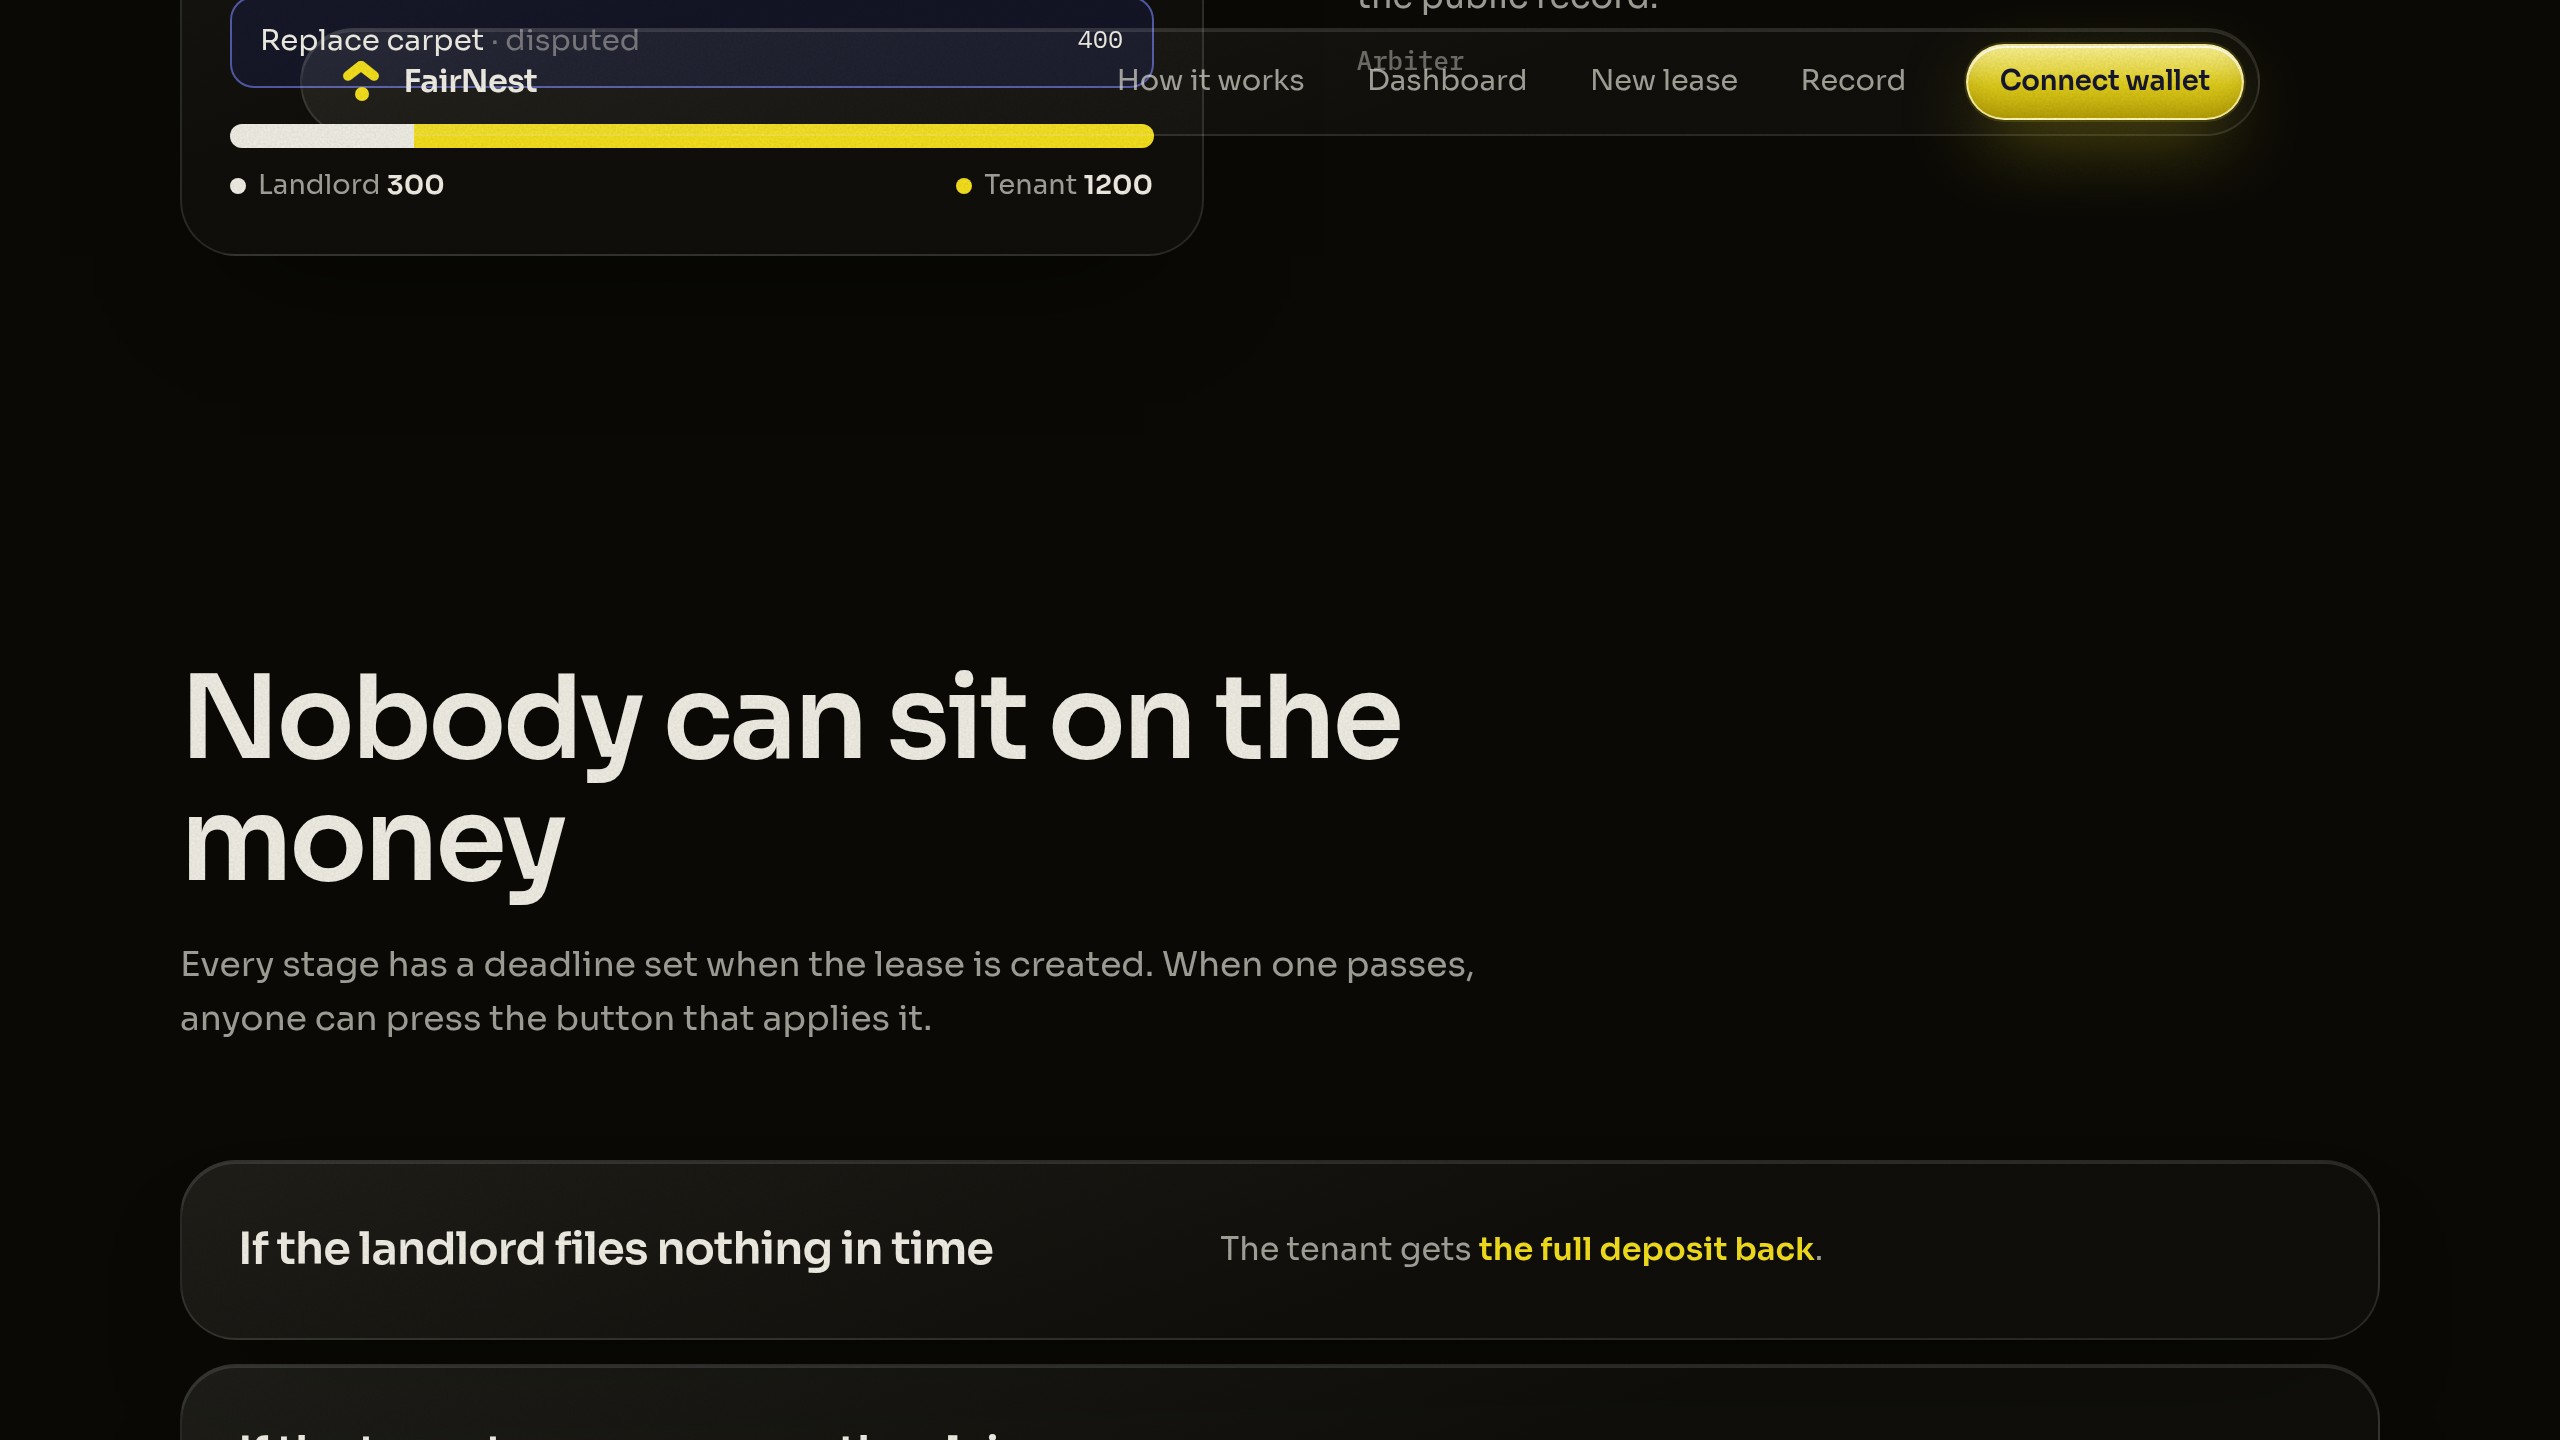 the public record.
Replace carpet · disputed 400
Arbiter
FairNest How it works Dashboard New lease Record Connect wallet
Landlord 300 Tenant 1200
Nobody can sit on the
money
Every stage has a deadline set when the lease is created. When one passes,
anyone can press the button that applies it.
If the landlord files nothing in time The tenant gets the full deposit back.